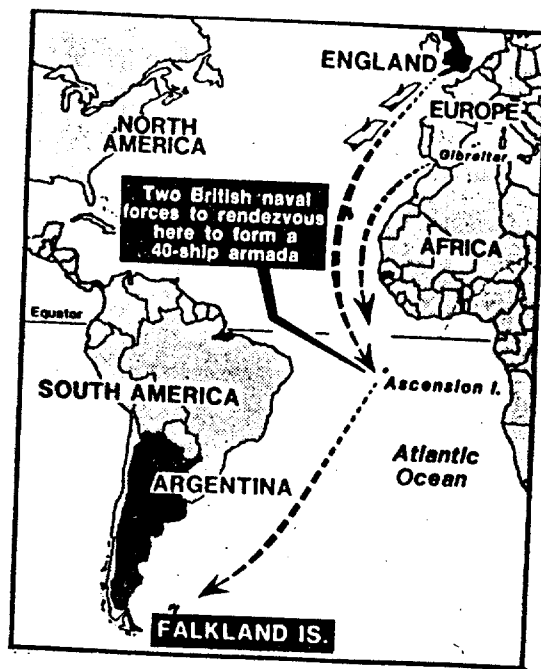 ENGLAND
EUROPE
NORTH
AMERICA
Gibraltar
Two British naval
forces to rendezvous
here to form a
40-ship armada
AFRICA
Equator
Ascension I.
SOUTH AMERICA
Atlantic
Ocean
ARGENTINA
FALKLAND IS.